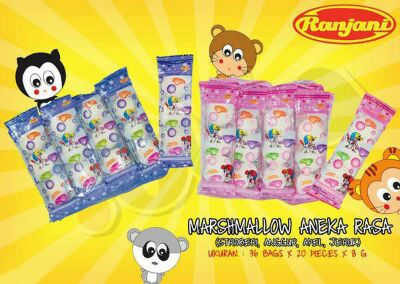 Ranjani
MARSHMALLOW ANEKA RASA
(STROBERI, ANGGUR, APEL, JERUK)
UKURAN : 36 BAGS X 20 PIECES X 8 G